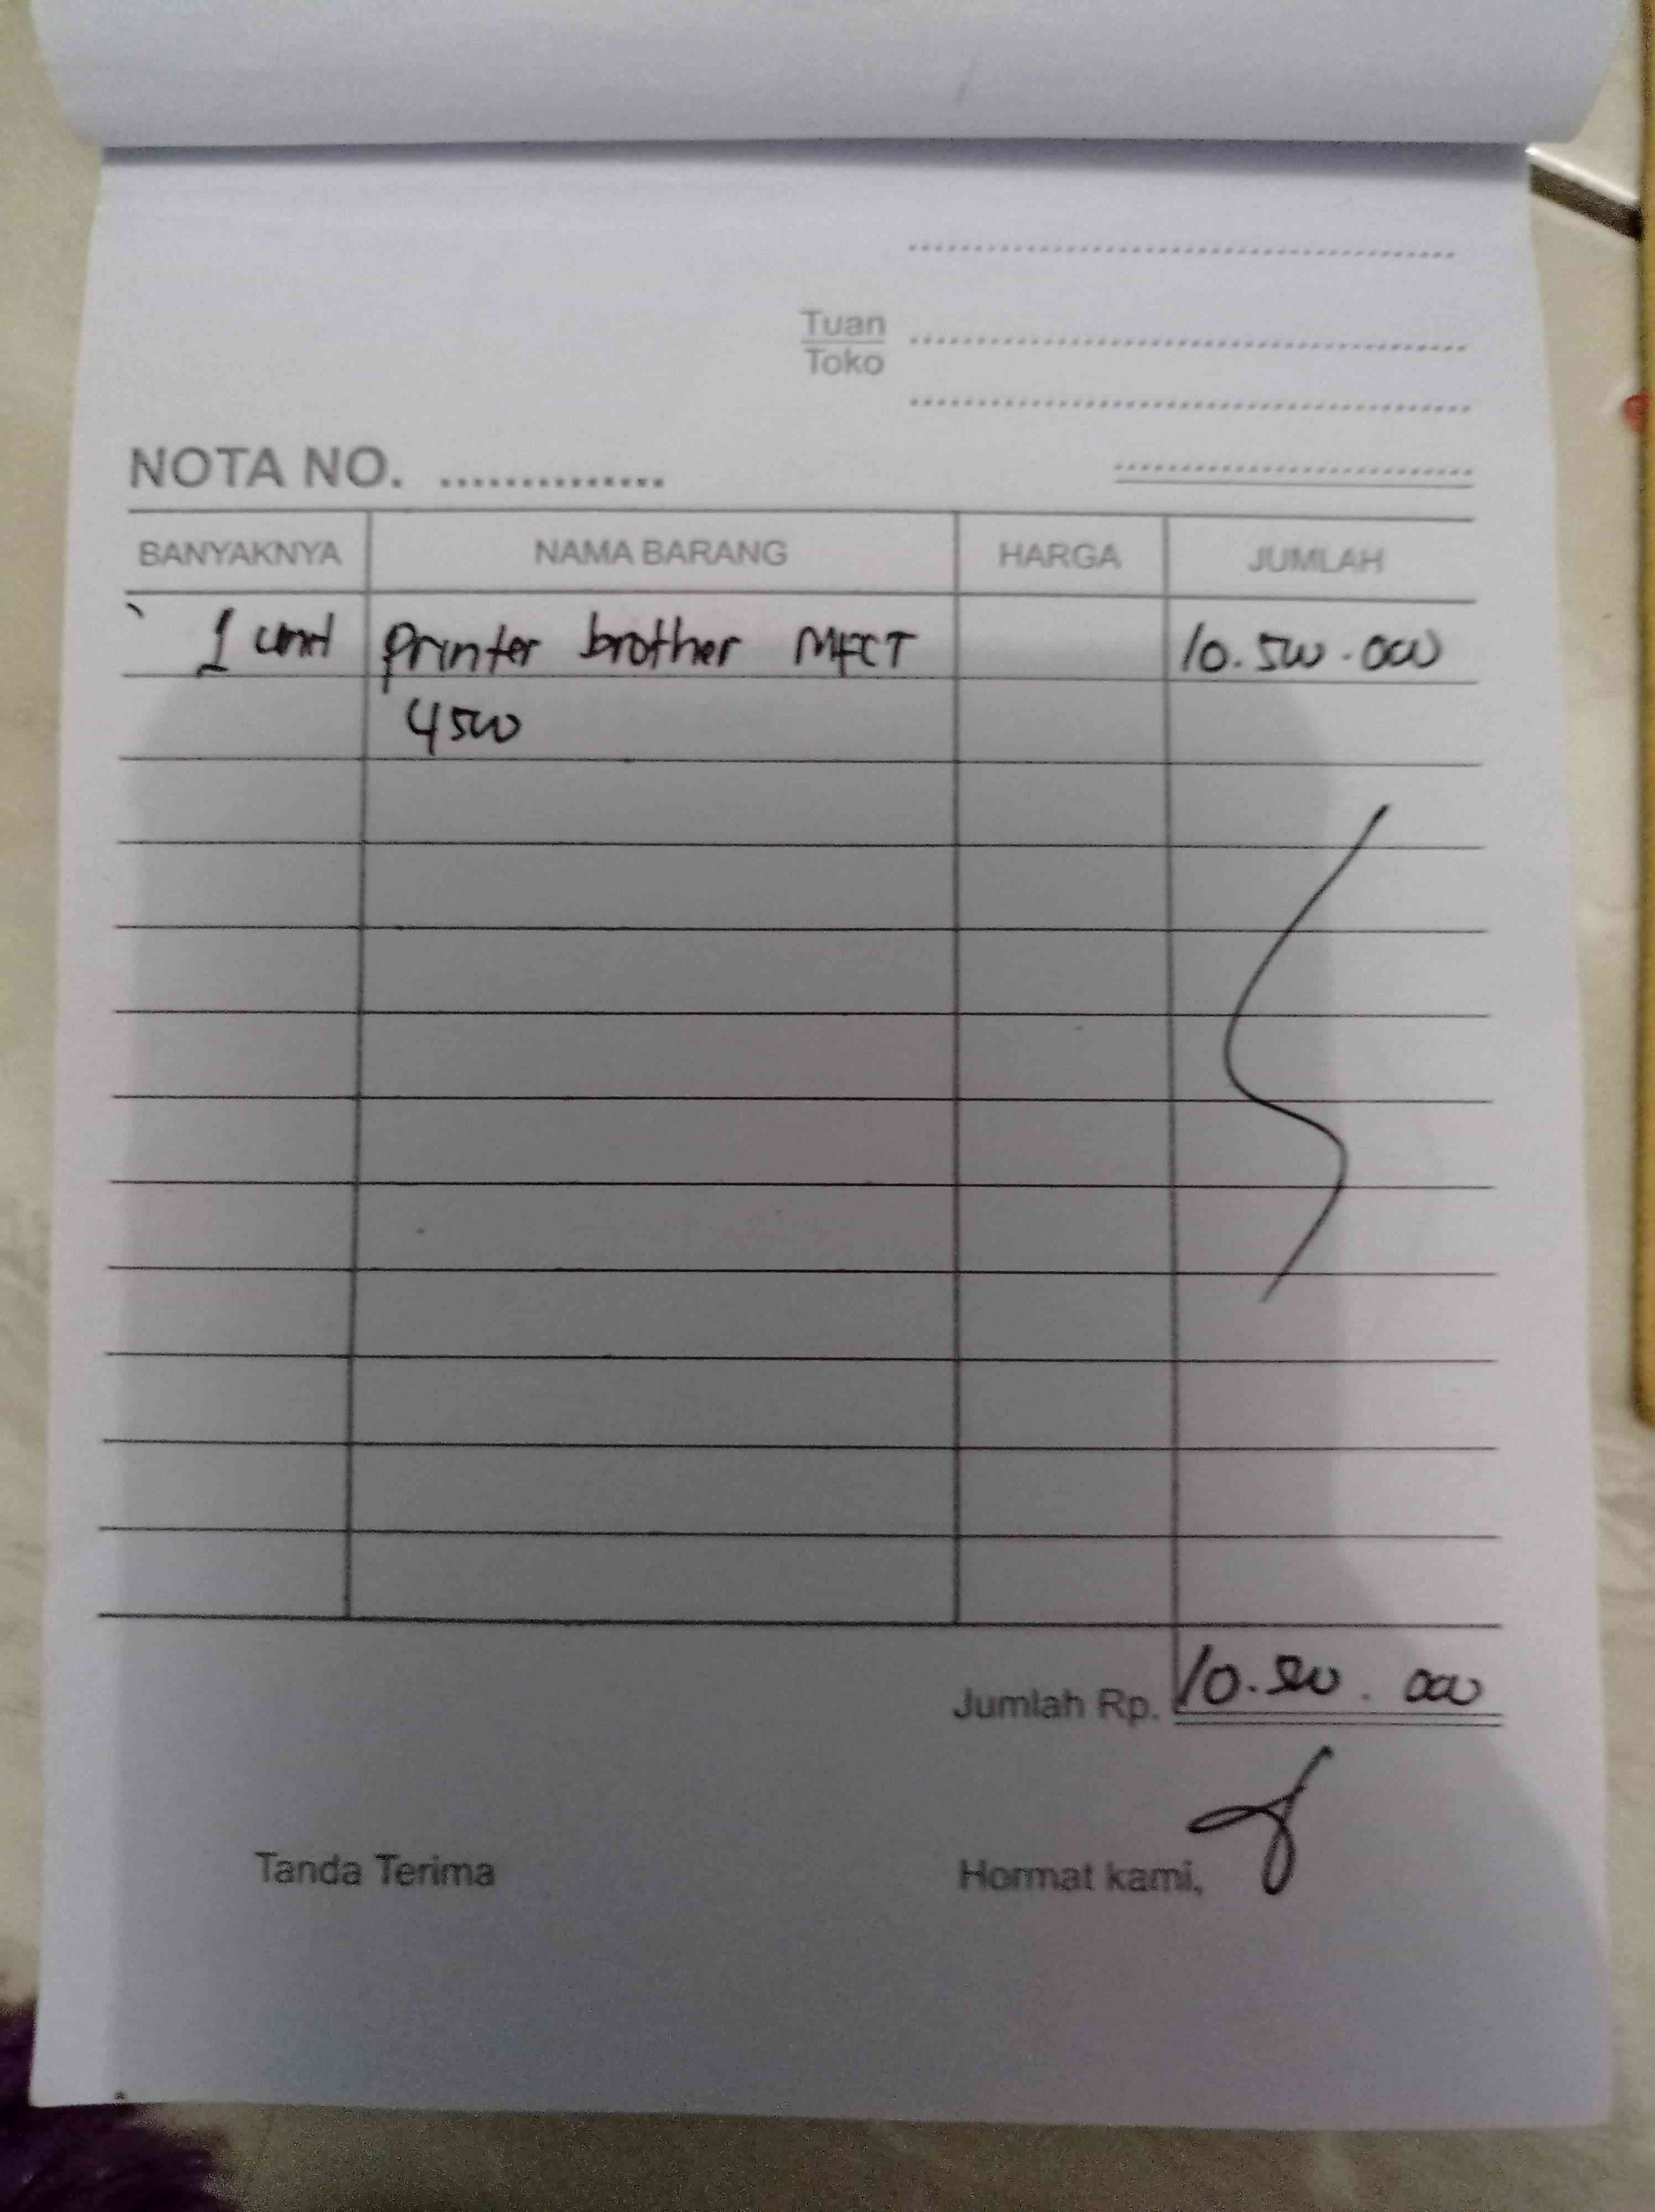 Tuan
Toko
NOTA NO. ..............
BANYAKNYA NAMA BARANG HARGA JUMLAH
1 unit Printer brother MFCT 10.500.000
4500
Jumlah Rp. 10.500.000
Tanda Terima Hormat kami,